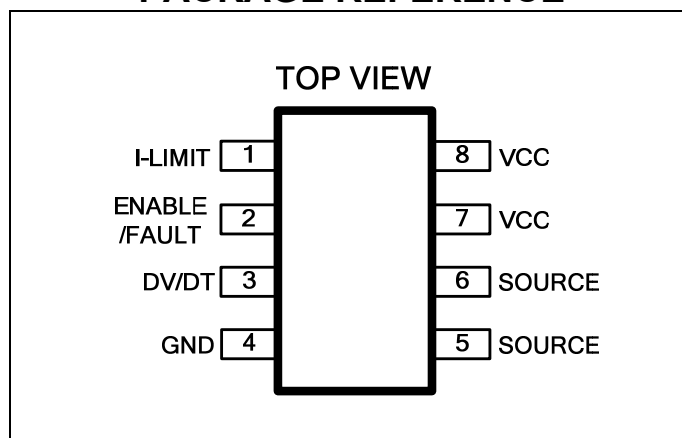 TOP VIEW
I-LIMIT 1
8 VCC
ENABLE
/FAULT 2
7 VCC
DV/DT 3
6 SOURCE
GND 4
5 SOURCE